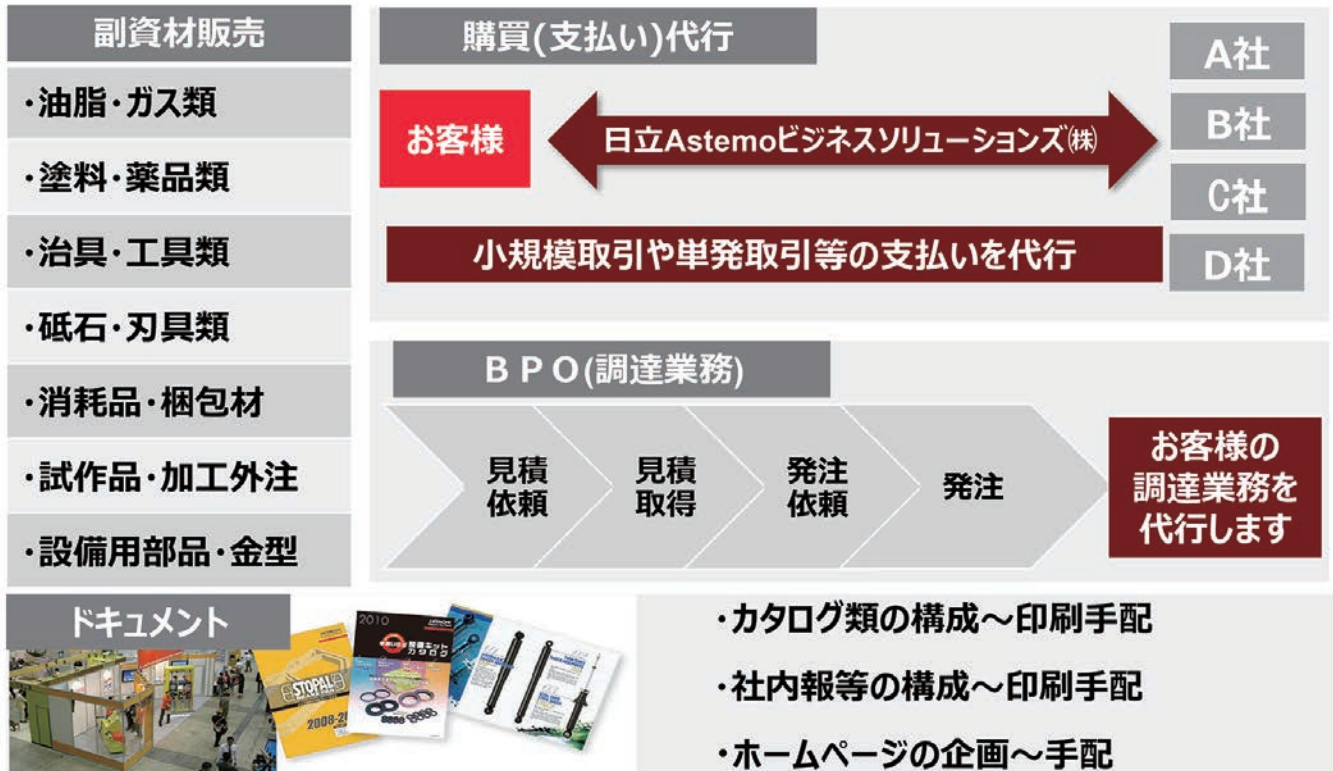 副資材販売
・油脂・ガス類
・塗料・薬品類
・治具・工具類
・砥石・刃具類
・消耗品・梱包材
・試作品・加工外注
・設備用部品・金型
購買(支払い)代行
お客様
日立Astemoビジネスソリューションズ㈱
A社
B社
C社
D社
小規模取引や単発取引等の支払いを代行
BPO(調達業務)
見積
依頼
見積
取得
発注
依頼
発注
お客様の
調達業務を
代行します
ドキュメント
STOPAL
2008-20
2010
HITACHI
整備キット
カタログ
・カタログ類の構成～印刷手配
・社内報等の構成～印刷手配
・ホームページの企画～手配